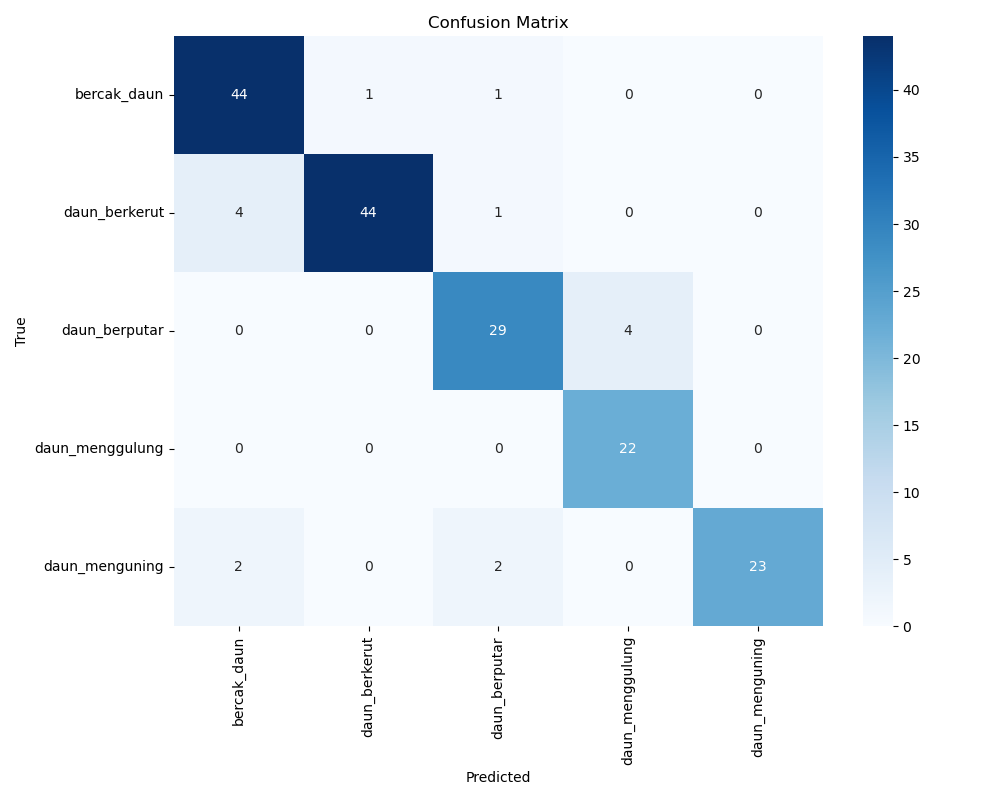 Confusion Matrix
True
bercak_daun 44 1 1 0 0
daun_berkerut 4 44 1 0 0
daun_berputar 0 0 29 4 0
daun_menggulung 0 0 0 22 0
daun_menguning 2 0 2 0 23
bercak_daun daun_berkerut daun_berputar daun_menggulung daun_menguning
Predicted
40
35
30
25
20
15
10
5
0